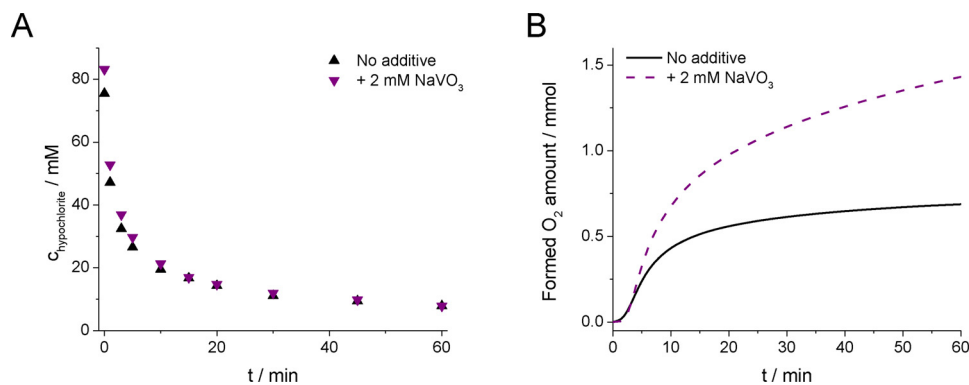 A
No additive
+ 2 mM NaVO3
80
60
40
20
0
c hypochlorite / mM
0
20
40
60
t / min
B
No additive
+ 2 mM NaVO3
1.5
1.0
0.5
0.0
Formed O2 amount / mmol
0
10
20
30
40
50
60
t / min